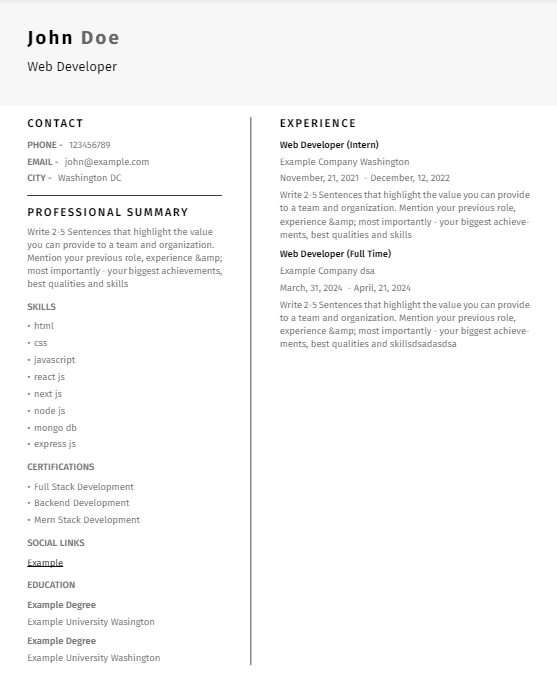 John Doe
Web Developer
CONTACT
PHONE - 123456789
EMAIL - john@example.com
CITY - Washington DC
PROFESSIONAL SUMMARY
Write 2-5 Sentences that highlight the value
you can provide to a team and organization.
Mention your previous role, experience &amp;
most importantly - your biggest achievements,
best qualities and skills
SKILLS
• html
• css
• javascript
• react js
• next js
• node js
• mongo db
• express js
CERTIFICATIONS
• Full Stack Development
• Backend Development
• Mern Stack Development
SOCIAL LINKS
Example
EDUCATION
Example Degree
Example University Wasington
Example Degree
Example University Washington
EXPERIENCE
Web Developer (Intern)
Example Company Washington
November, 21, 2021 - December, 12, 2022
Write 2-5 Sentences that highlight the value you can provide
to a team and organization. Mention your previous role,
experience &amp; most importantly - your biggest achieve-
ments, best qualities and skills
Web Developer (Full Time)
Example Company dsa
March, 31, 2024 - April, 21, 2024
Write 2-5 Sentences that highlight the value you can provide
to a team and organization. Mention your previous role,
experience &amp; most importantly - your biggest achieve-
ments, best qualities and skillsdsadasdsa